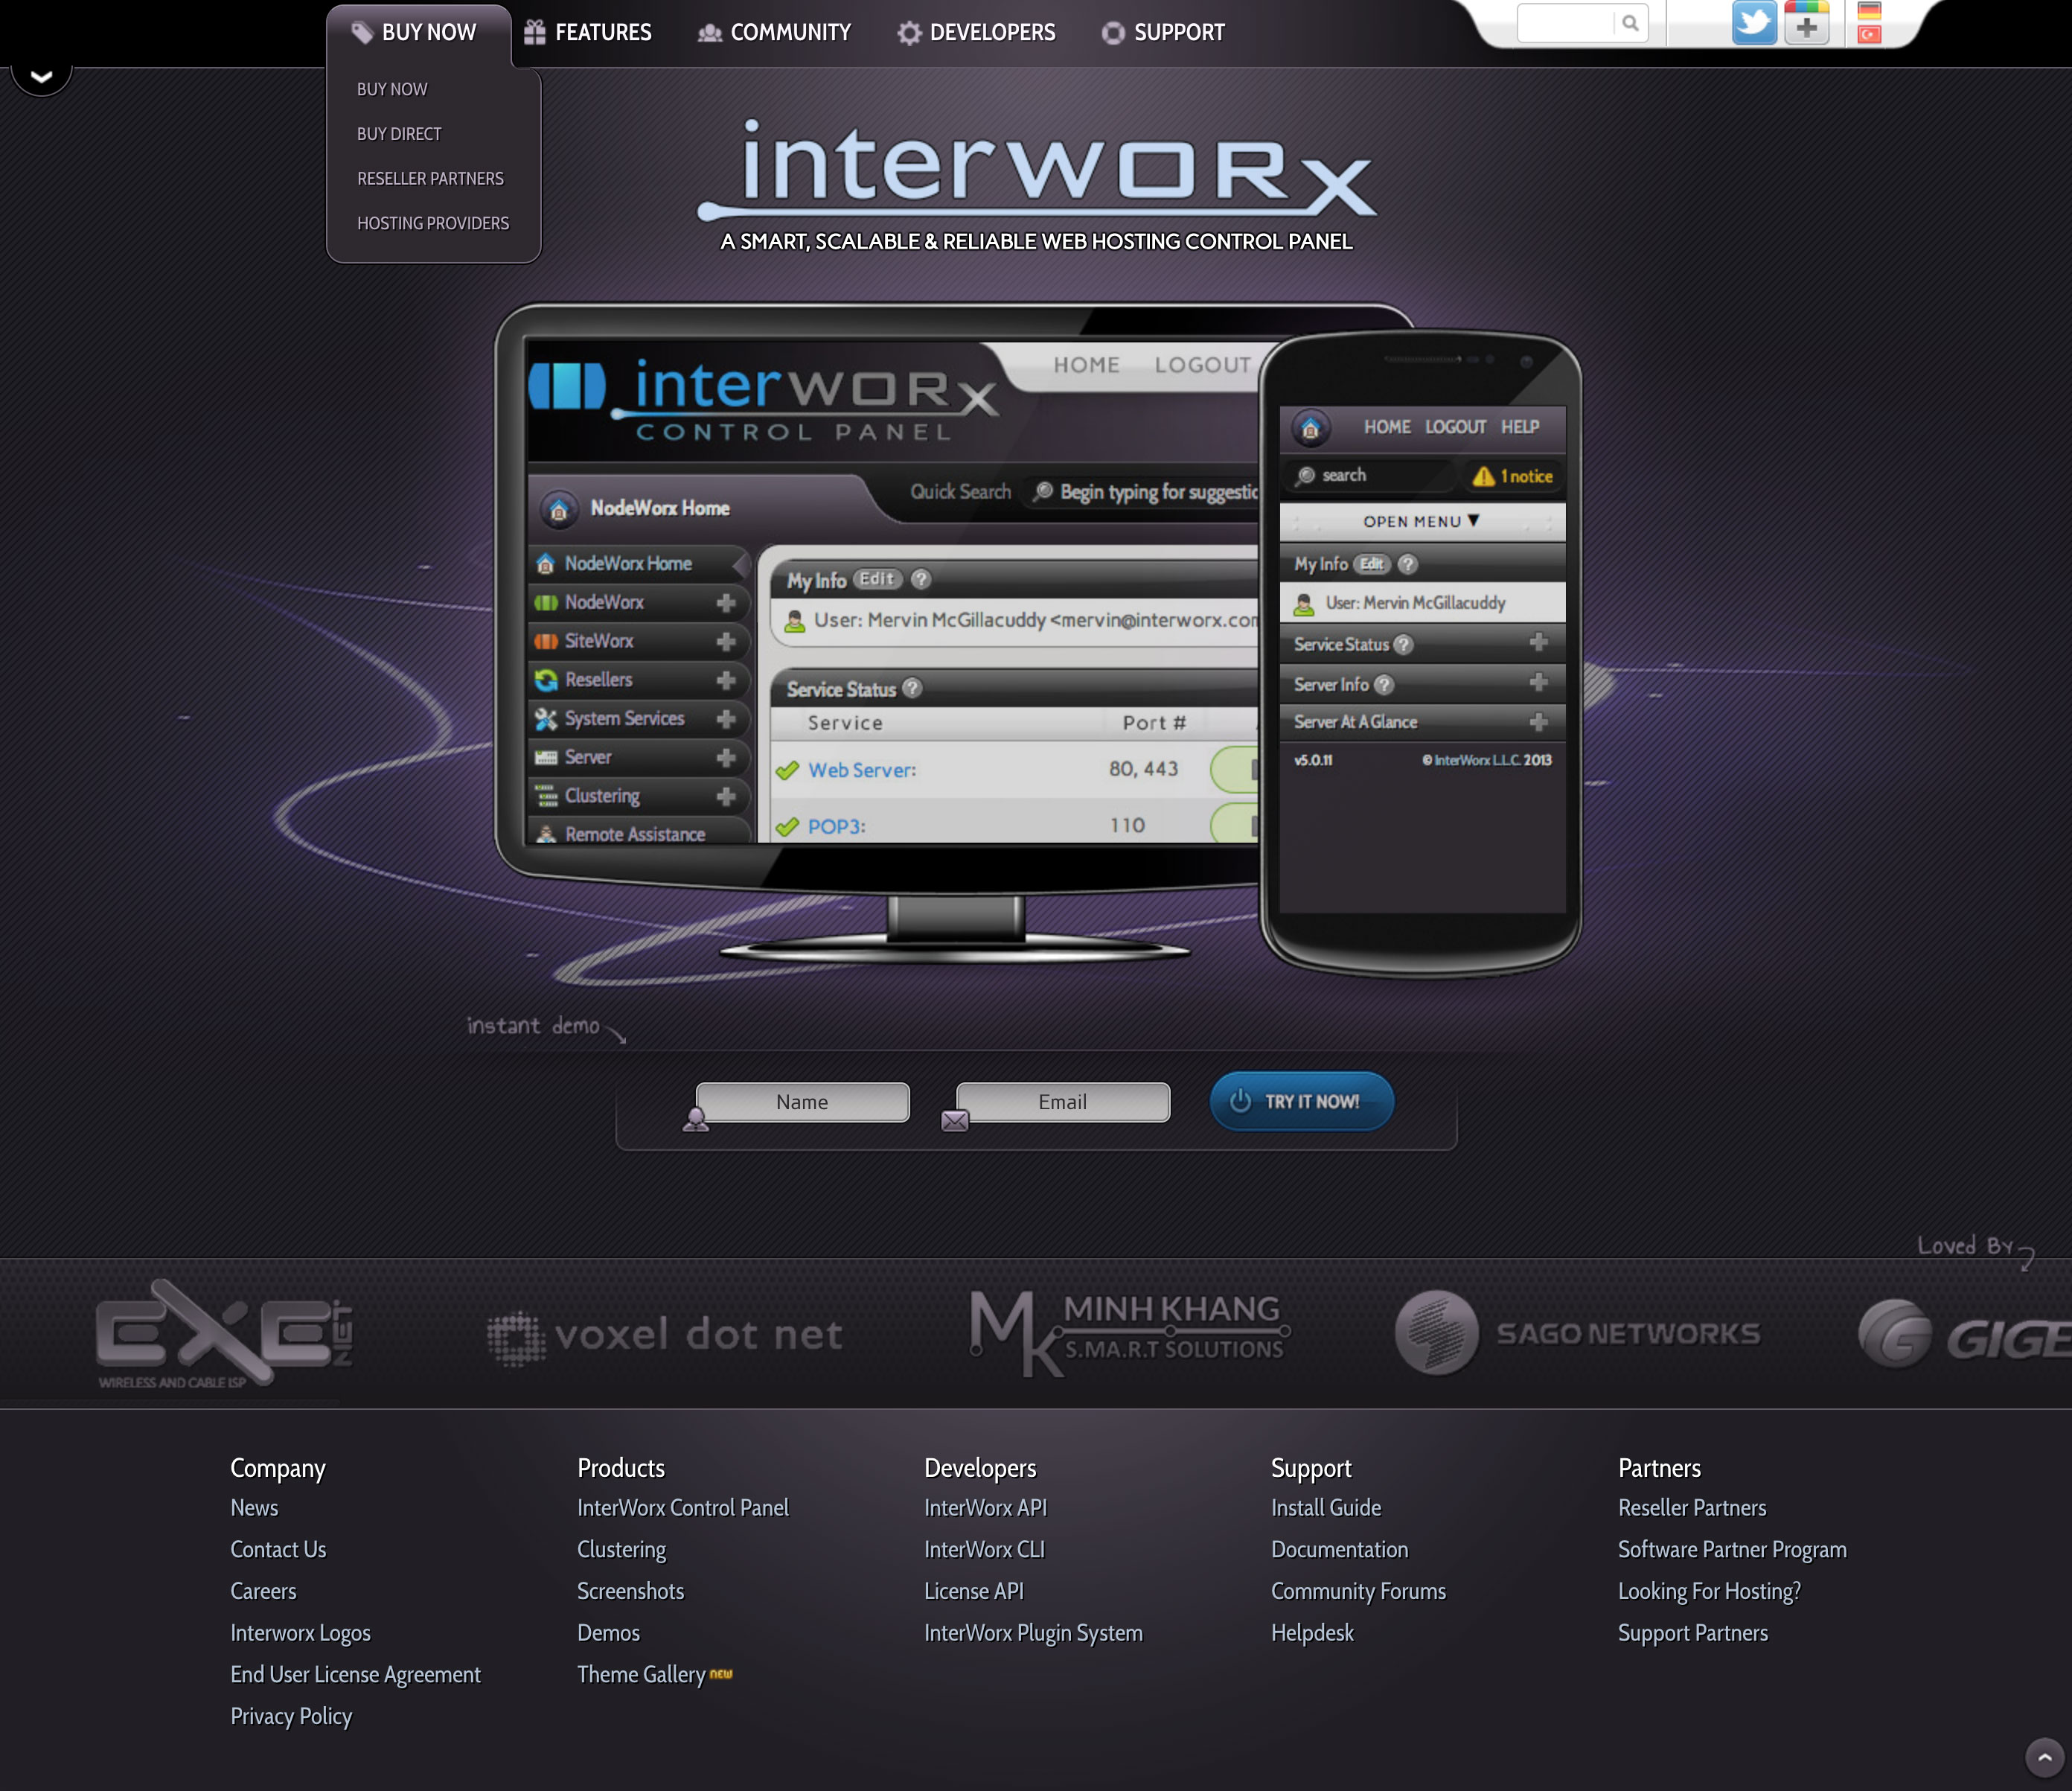 BUY NOW
FEATURES
COMMUNITY
DEVELOPERS
SUPPORT
BUY NOW
BUY DIRECT
RESELLER PARTNERS
HOSTING PROVIDERS
interworx
A SMART, SCALABLE & RELIABLE WEB HOSTING CONTROL PANEL
interworx
CONTROL PANEL
HOME LOGOUT
NodeWorx Home
Quick Search
Begin typing for suggestic
NodeWorx Home
NodeWorx
SiteWorx
Resellers
System Services
Server
Clustering
Remote Assistance
My Info Edit ?
User: Mervin McGillacuddy <mervin@interworx.com
Service Status ?
Service Port #
Web Server: 80, 443
POP3: 110
HOME LOGOUT HELP
search 1 notice
OPEN MENU ▼
My Info Edit ?
User: Mervin McGillacuddy
Service Status ?
Server Info ?
Server At A Glance
v5.0.11 © InterWorx L.L.C. 2013
instant demo
Name
Email
TRY IT NOW!
Loved By
EXE NET
WIRELESS AND CABLE ISP
voxel dot net
MK MINH KHANG
S.MA.R.T SOLUTIONS
SAGO NETWORKS
G GIGE
Company
News
Contact Us
Careers
Interworx Logos
End User License Agreement
Privacy Policy
Products
InterWorx Control Panel
Clustering
Screenshots
Demos
Theme Gallery NEW
Developers
InterWorx API
InterWorx CLI
License API
InterWorx Plugin System
Support
Install Guide
Documentation
Community Forums
Helpdesk
Partners
Reseller Partners
Software Partner Program
Looking For Hosting?
Support Partners